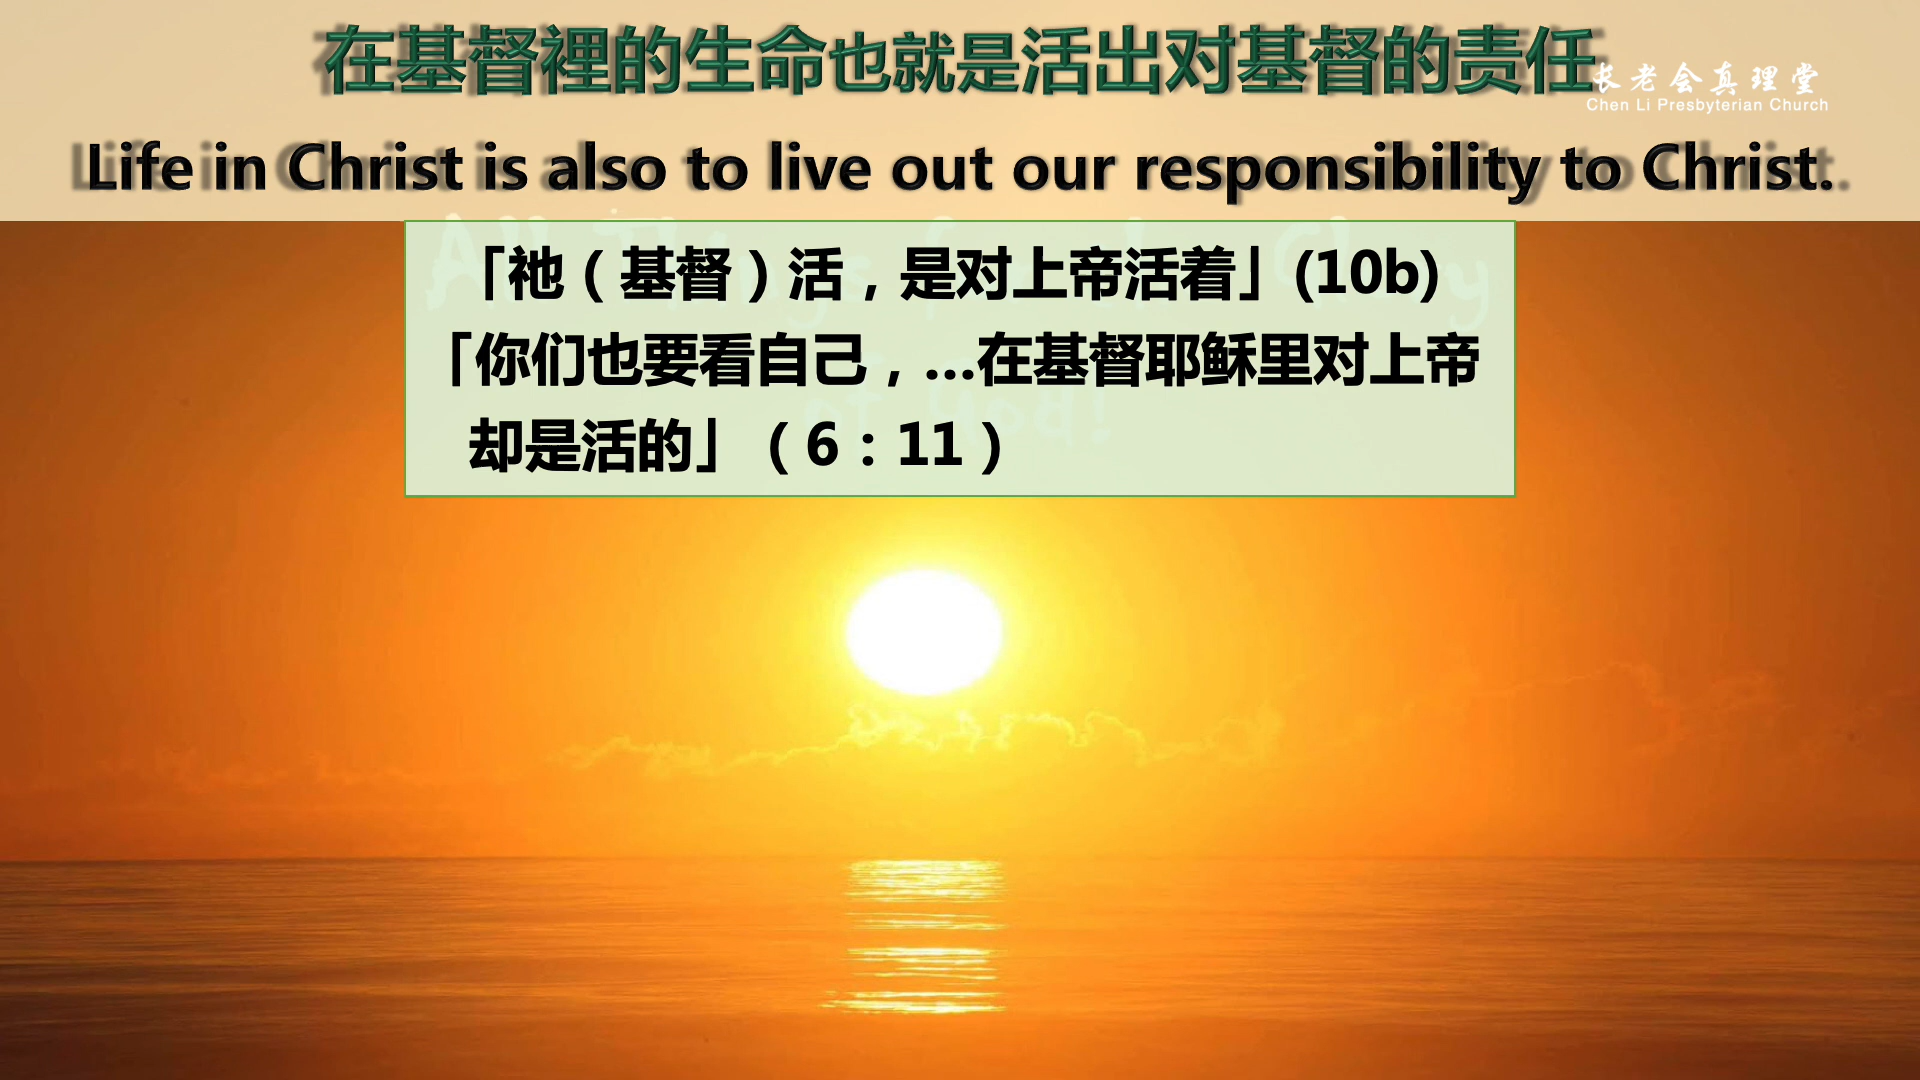 在基督裡的生命也就是活出对基督的责任
长老会真理堂
Chen Li Presbyterian Church
Life in Christ is also to live out our responsibility to Christ.
「祂（基督）活，是对上帝活着」(10b)
「你们也要看自己，…在基督耶稣里对上帝
却是活的」（6：11）